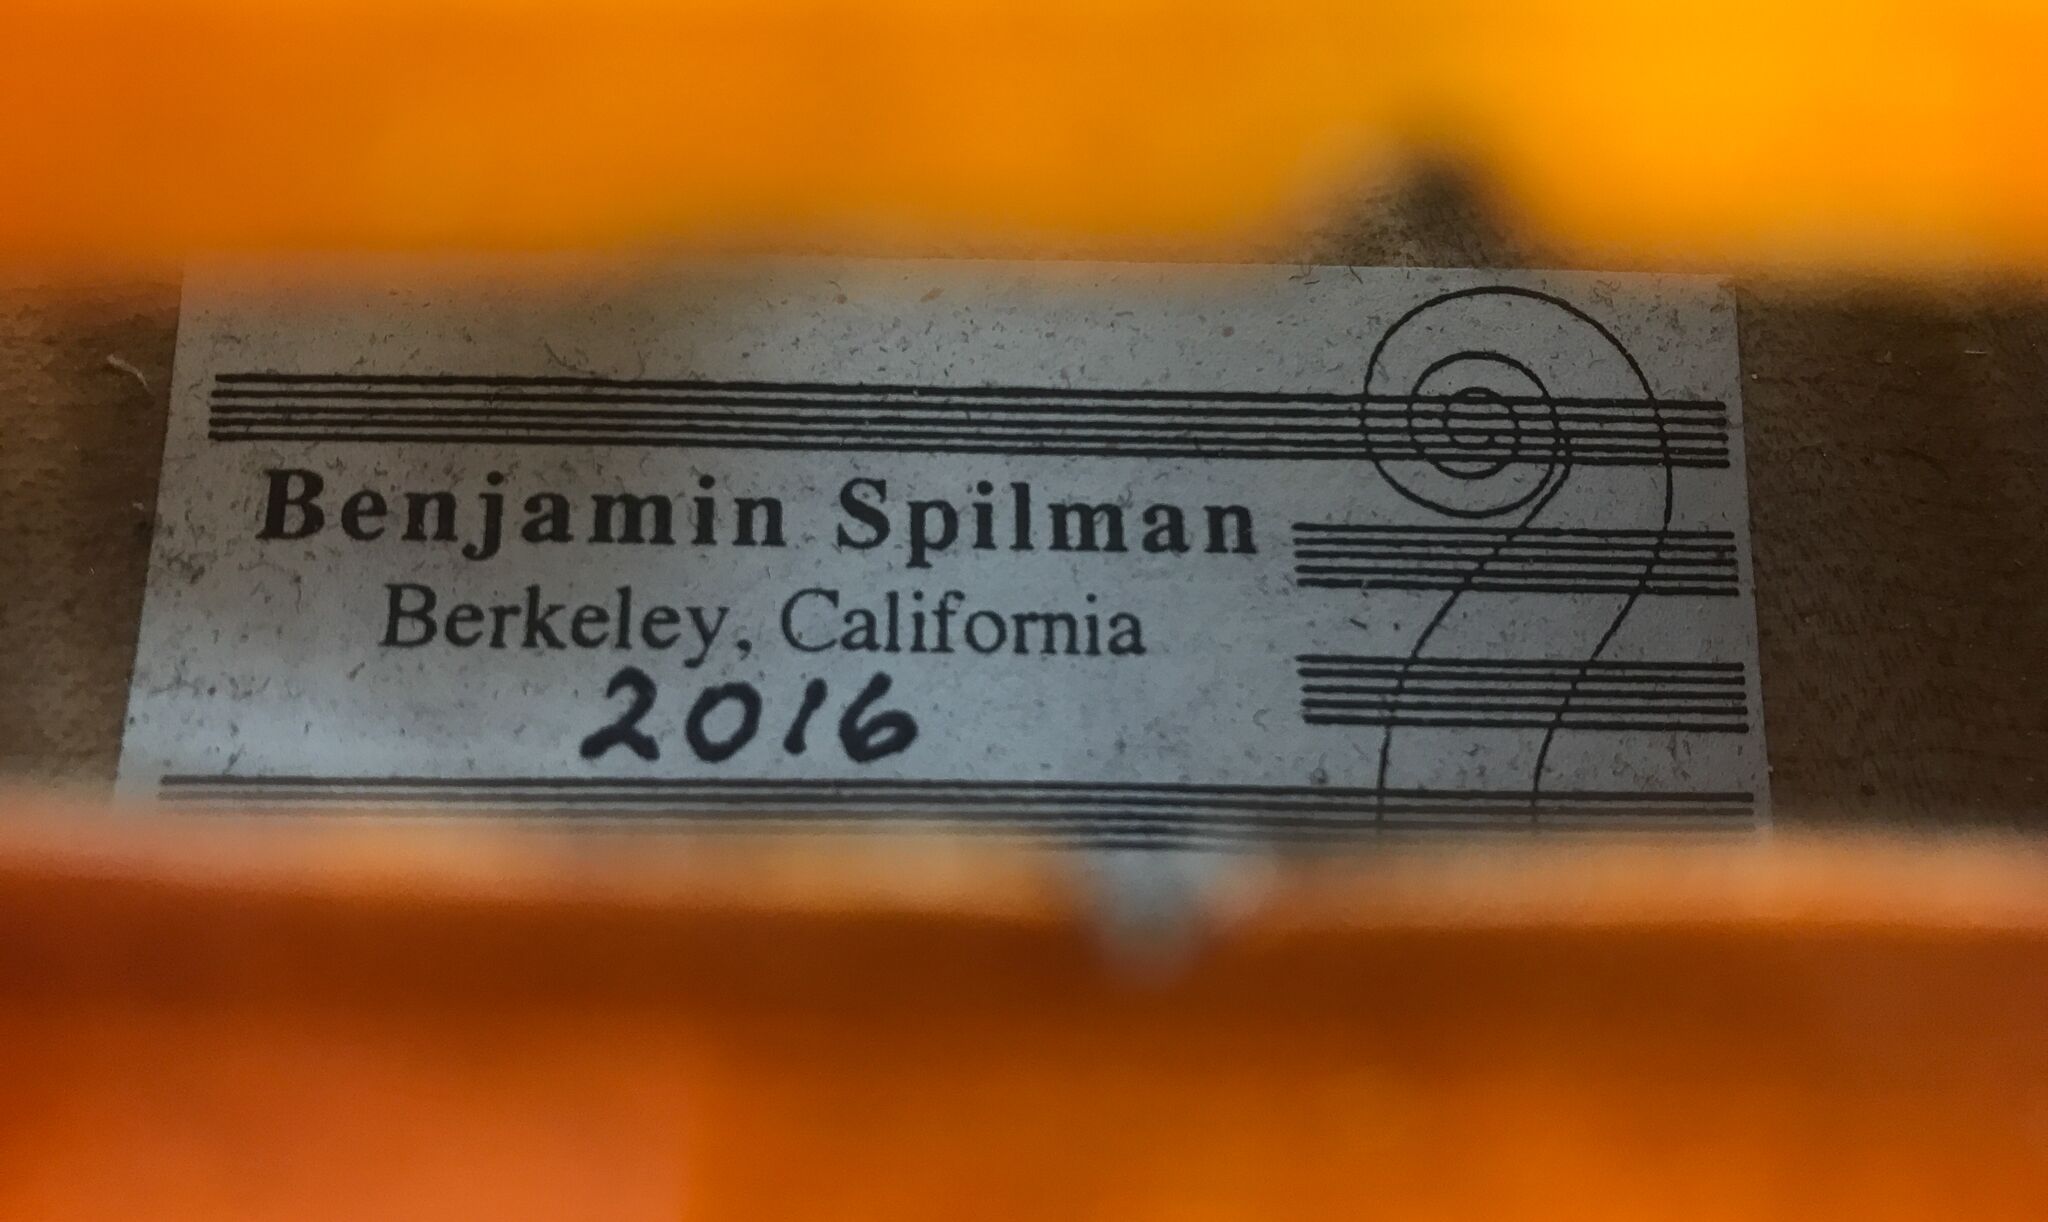 Benjamin Spilman
Berkeley, California
2016